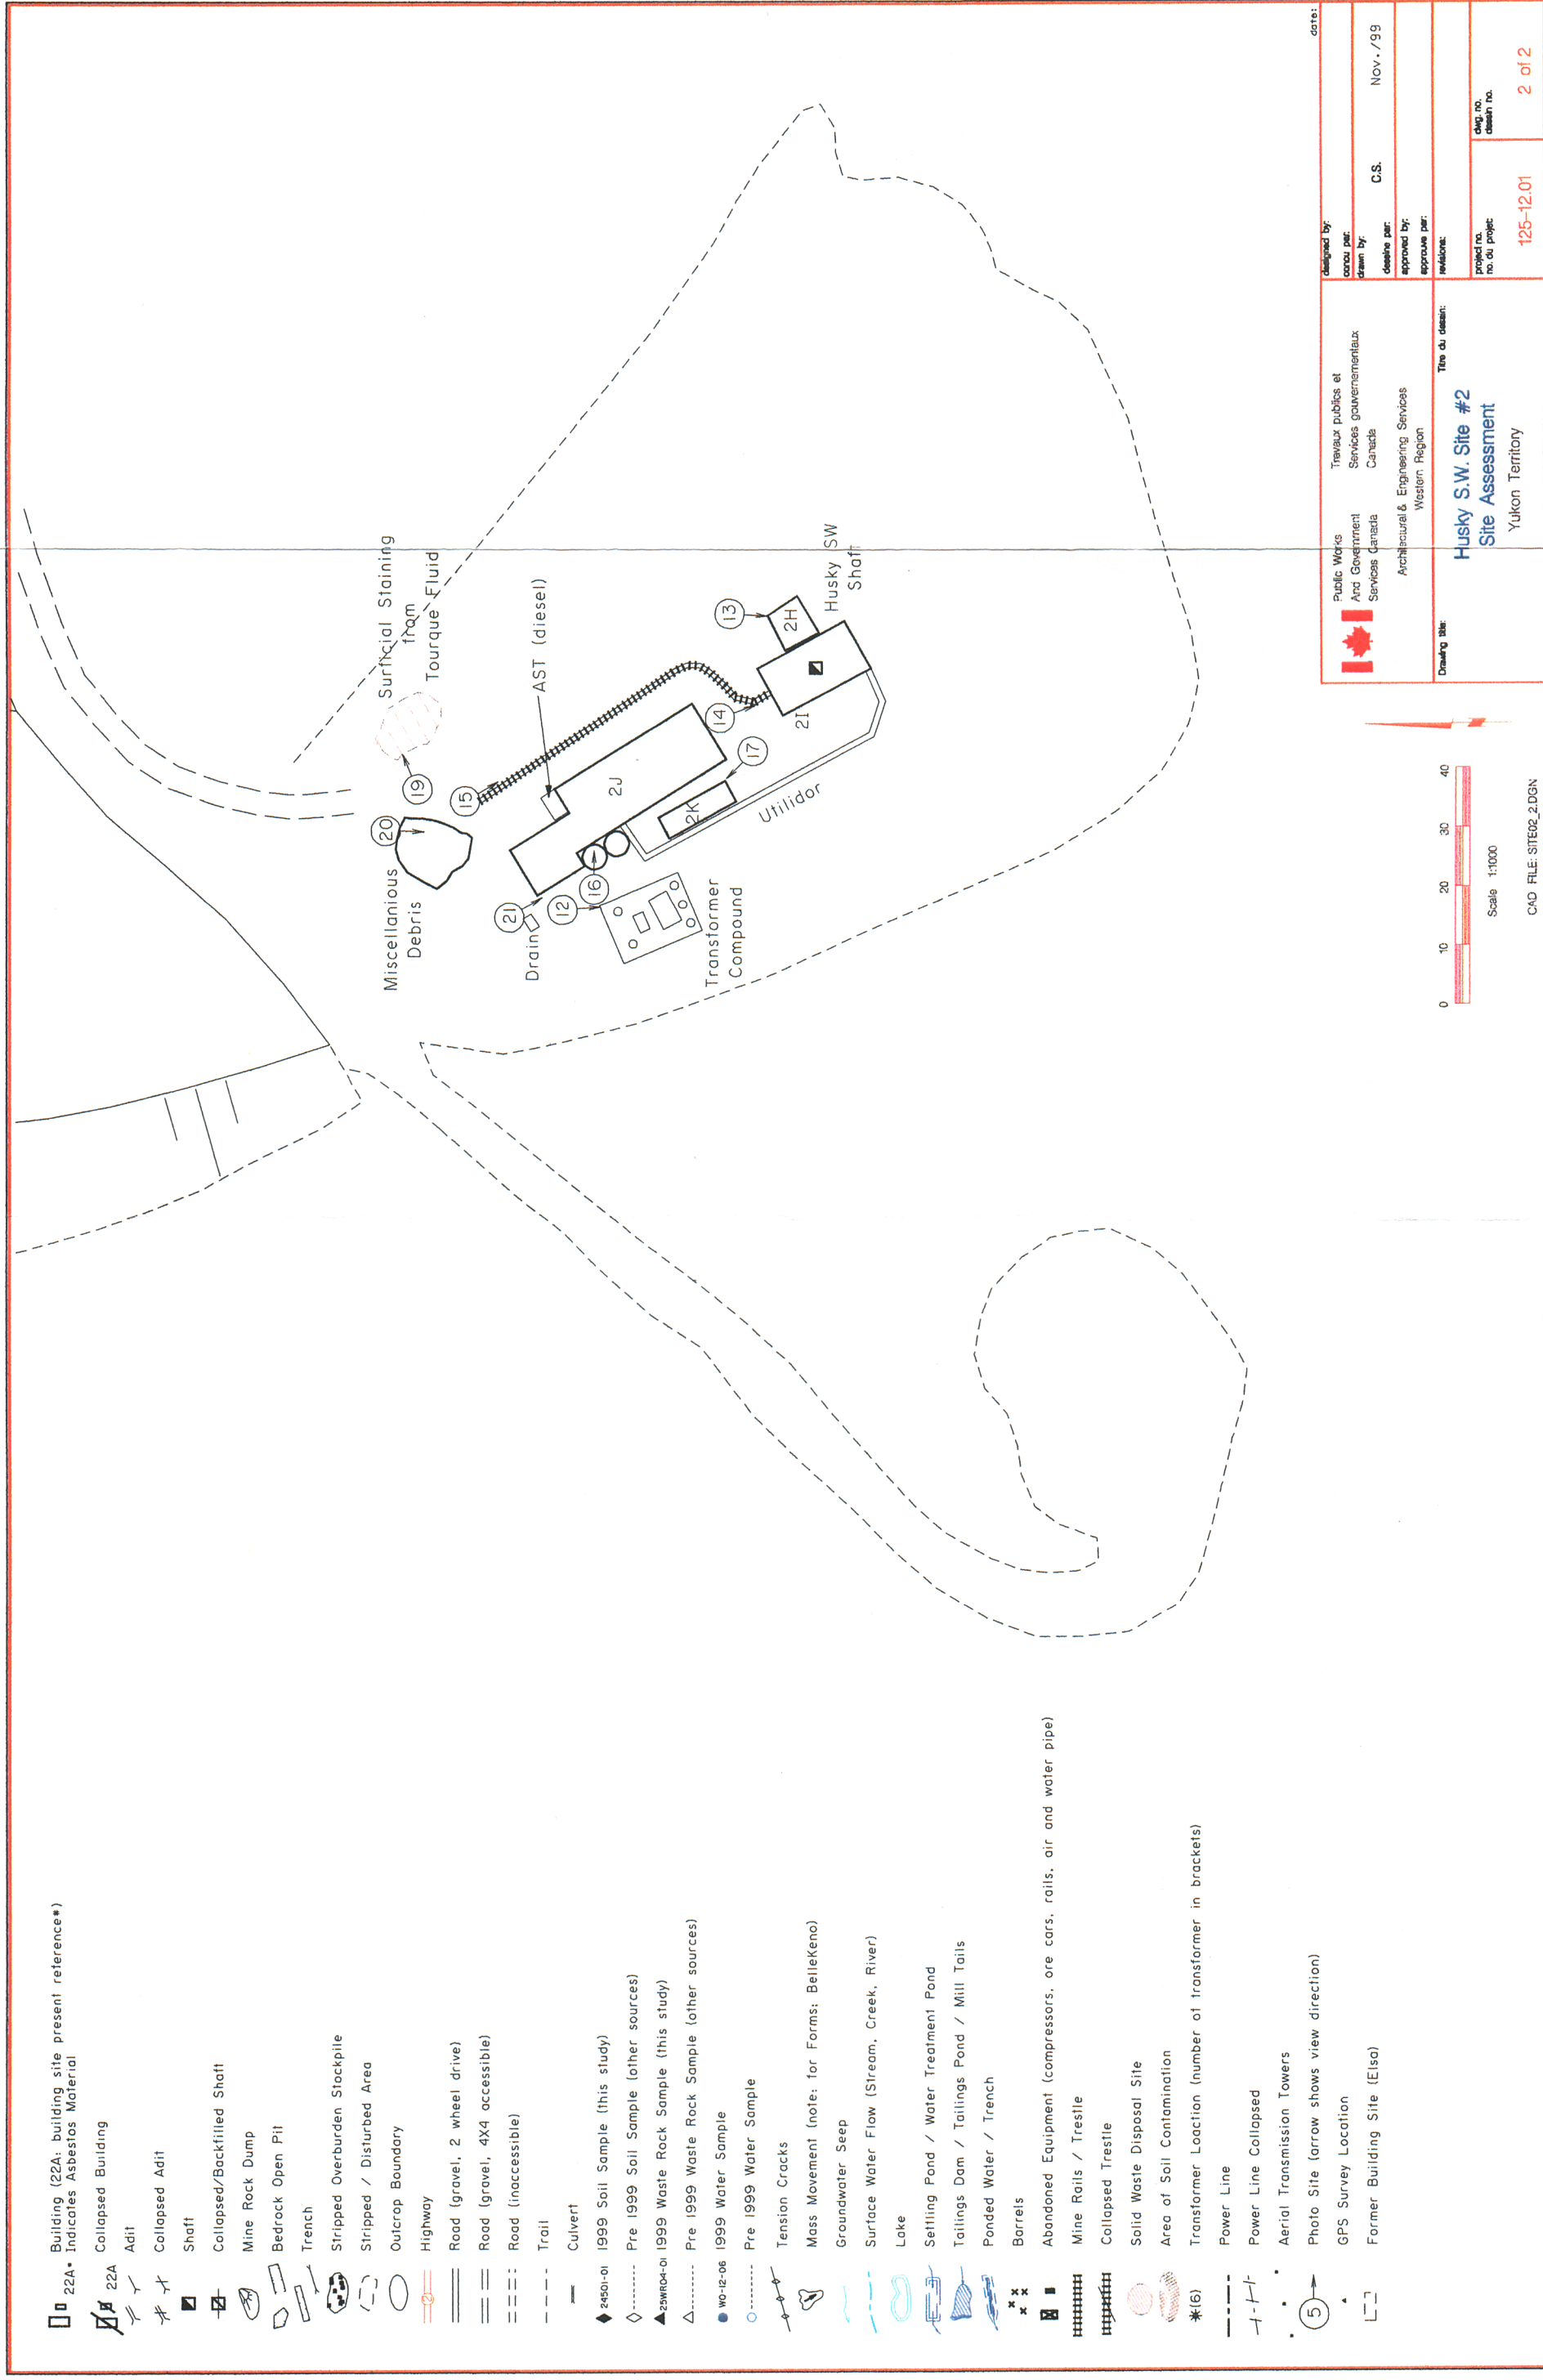 22A* Building (22A: building site present reference*)
Indicates Asbestos Material
22A Collapsed Building
Adit
Collapsed Adit
Shaft
Collapsed/Backfilled Shaft
Mine Rock Dump
Bedrock Open Pit
Trench
Stripped Overburden Stockpile
Stripped / Disturbed Area
Outcrop Boundary
2 Highway
Road (gravel, 2 wheel drive)
Road (gravel, 4X4 accessible)
Road (inaccessible)
Trail
Culvert
24S01-01 1999 Soil Sample (this study)
Pre 1999 Soil Sample (other sources)
25WR04-01 1999 Waste Rock Sample (this study)
Pre 1999 Waste Rock Sample (other sources)
WO-12-06 1999 Water Sample
Pre 1999 Water Sample
Tension Cracks
Mass Movement (note: for Forms: BelleKeno)
Groundwater Seep
Surface Water Flow (Stream, Creek, River)
Lake
Settling Pond / Water Treatment Pond
Tailings Dam / Tailings Pond / Mill Tails
Ponded Water / Trench
Barrels
Abandoned Equipment (compressors, ore cars, rails, air and water pipe)
Mine Rails / Trestle
Collapsed Trestle
Solid Waste Disposal Site
Area of Soil Contamination
*(6) Transformer Loaction (number of transformer in brackets)
Power Line
Power Line Collapsed
Aerial Transmission Towers
5 Photo Site (arrow shows view direction)
GPS Survey Location
Former Building Site (Elsa)
Surficial Staining
from
Tourque Fluid
19
20
Miscellanious
Debris
15
AST (diesel)
21
Drain
12
16
2J
2K
Transformer
Compound
14
17
Utilidor
13
2H
2I
Husky SW
Shaft
0 10 20 30 40
Scale 1:1000
CAD FILE: SITE02_2.DGN
Public Works
And Government
Services Canada
Travaux publics et
Services gouvernementaux
Canada
Architectural & Engineering Services
Western Region
date:
designed by:
concu par:
drawn by:
C.S. Nov./99
dessine par:
approved by:
approuve par:
Drawing title:
Titre du dessin:
Husky S.W. Site #2
Site Assessment
Yukon Territory
revisions:
project no.
no. du projet:
125-12.01
dwg. no.
dessin no.
2 of 2